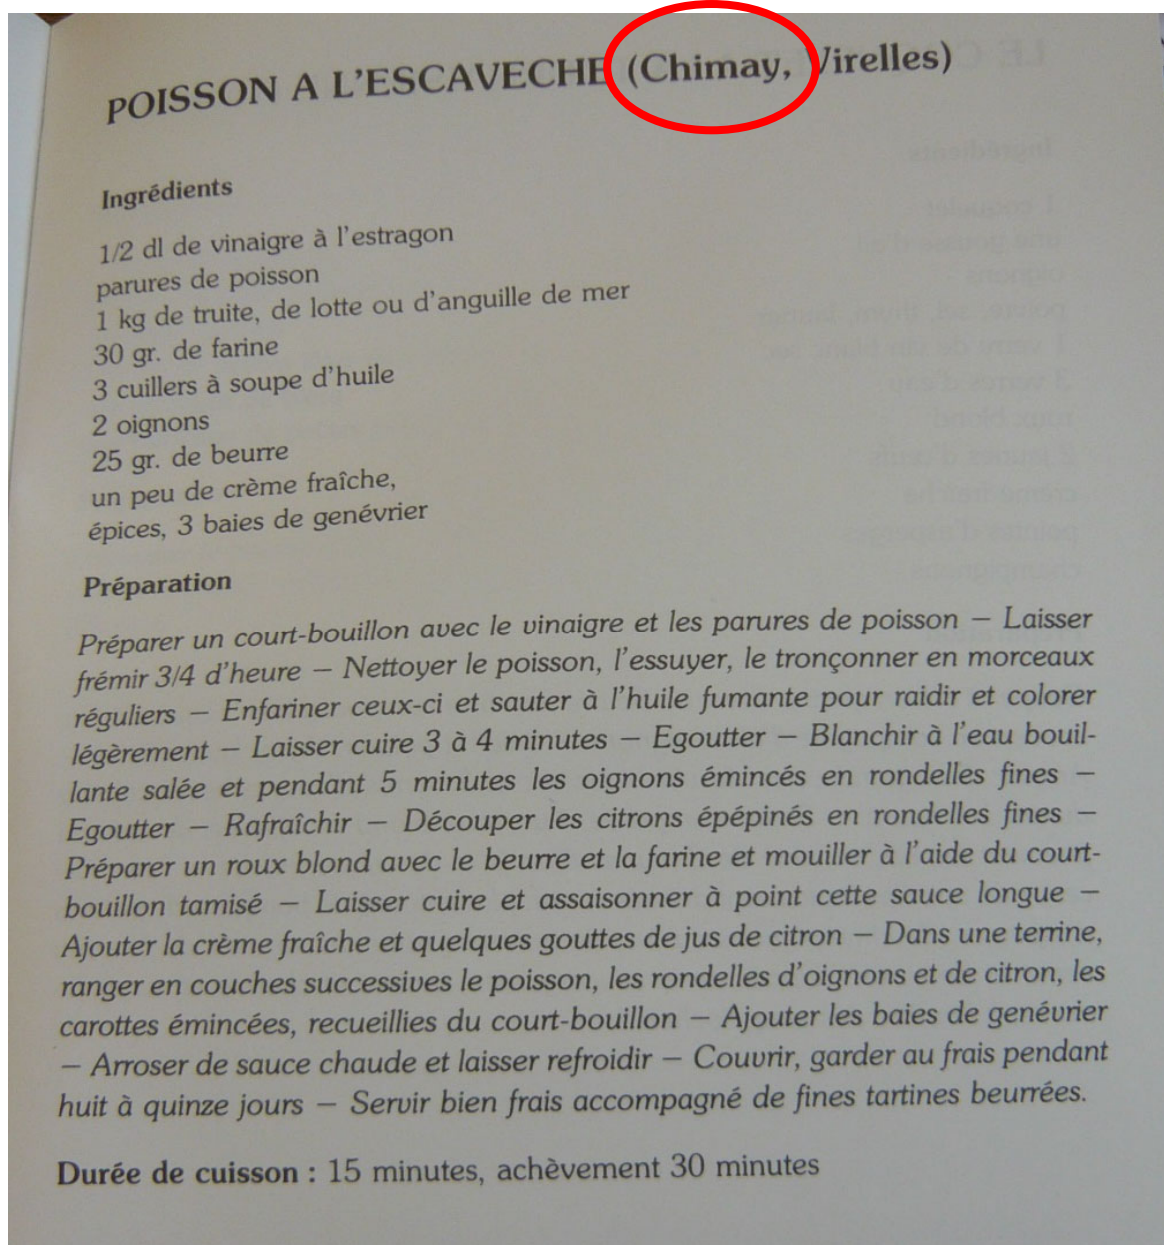 POISSON A L'ESCAVECHE (Chimay, Virelles)
Ingrédients
1/2 dl de vinaigre à l'estragon
parures de poisson
1 kg de truite, de lotte ou d'anguille de mer
30 gr. de farine
3 cuillers à soupe d'huile
2 oignons
25 gr. de beurre
un peu de crème fraîche,
épices, 3 baies de genévrier
Préparation
Préparer un court-bouillon avec le vinaigre et les parures de poisson — Laisser
frémir 3/4 d'heure — Nettoyer le poisson, l'essuyer, le tronçonner en morceaux
réguliers — Enfariner ceux-ci et sauter à l'huile fumante pour raidir et colorer
légèrement — Laisser cuire 3 à 4 minutes — Egoutter — Blanchir à l'eau bouil-
lante salée et pendant 5 minutes les oignons émincés en rondelles fines —
Egoutter — Rafraîchir — Découper les citrons épépinés en rondelles fines —
Préparer un roux blond avec le beurre et la farine et mouiller à l'aide du court-
bouillon tamisé — Laisser cuire et assaisonner à point cette sauce longue —
Ajouter la crème fraîche et quelques gouttes de jus de citron — Dans une terrine,
ranger en couches successives le poisson, les rondelles d'oignons et de citron, les
carottes émincées, recueillies du court-bouillon — Ajouter les baies de genévrier
— Arroser de sauce chaude et laisser refroidir — Couvrir, garder au frais pendant
huit à quinze jours — Servir bien frais accompagné de fines tartines beurrées.
Durée de cuisson : 15 minutes, achèvement 30 minutes